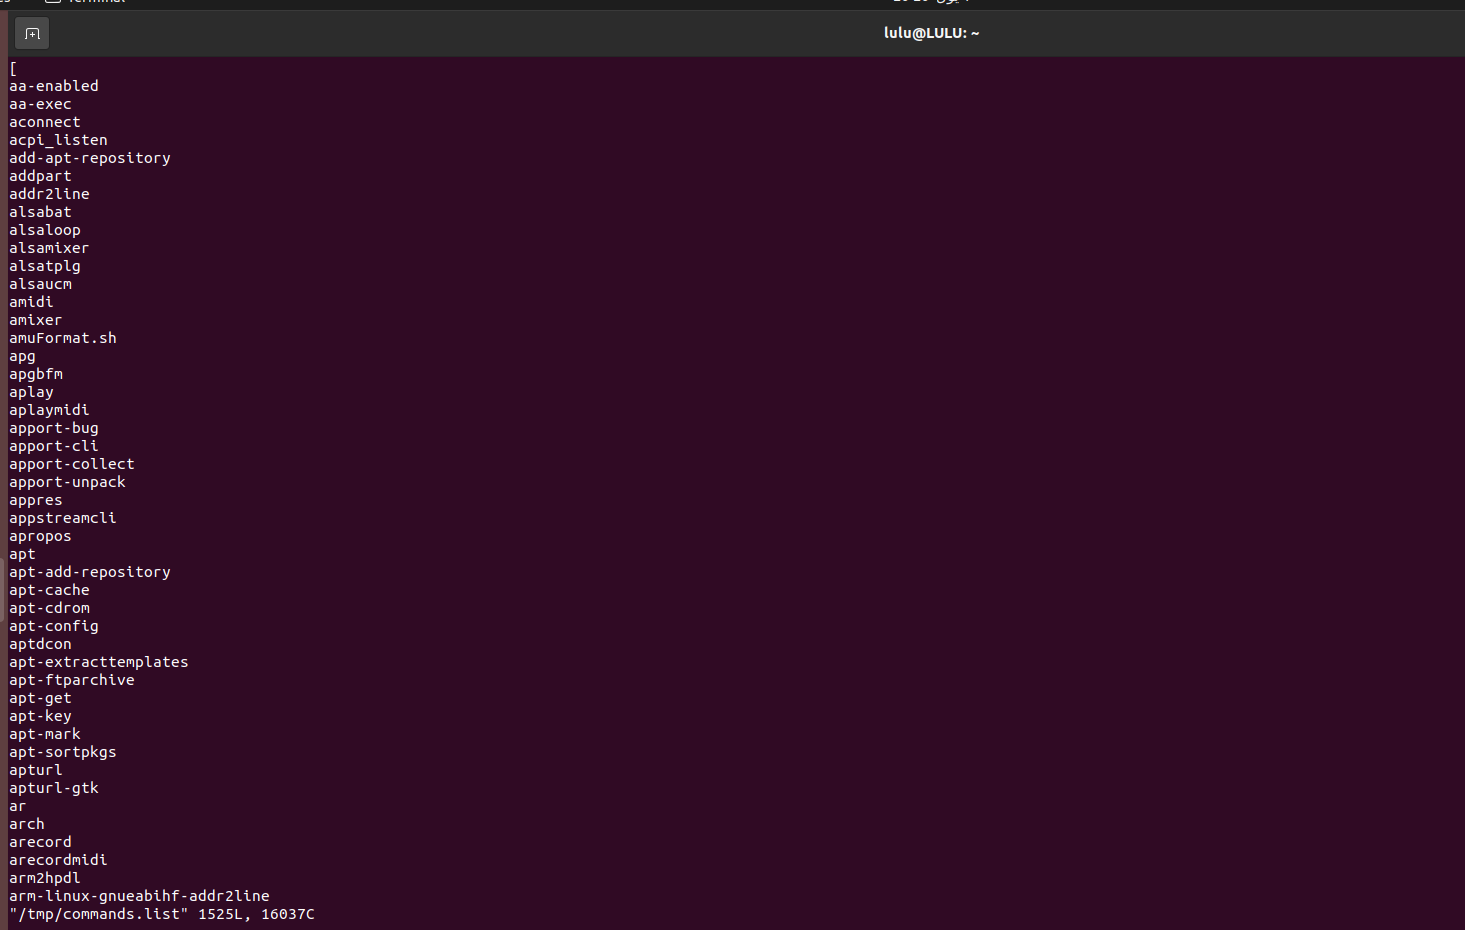 Terminal
lulu@LULU: ~
[
aa-enabled
aa-exec
aconnect
acpi_listen
add-apt-repository
addpart
addr2line
alsabat
alsaloop
alsamixer
alsatplg
alsaucm
amidi
amixer
amuFormat.sh
apg
apgbfm
aplay
aplaymidi
apport-bug
apport-cli
apport-collect
apport-unpack
appres
appstreamcli
apropos
apt
apt-add-repository
apt-cache
apt-cdrom
apt-config
aptdcon
apt-extracttemplates
apt-ftparchive
apt-get
apt-key
apt-mark
apt-sortpkgs
apturl
apturl-gtk
ar
arch
arecord
arecordmidi
arm2hpdl
arm-linux-gnueabihf-addr2line
"/tmp/commands.list" 1525L, 16037C